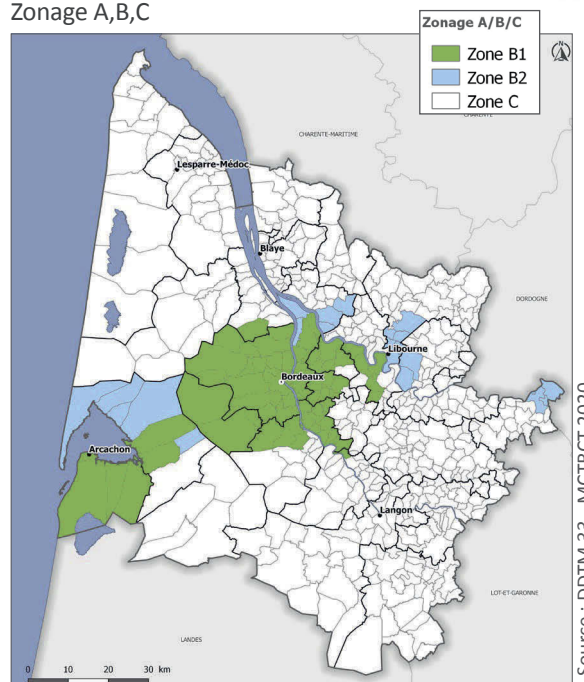 Zonage A,B,C
Zonage A/B/C
Zone B1
Zone B2
Zone C
N
CHARENTE
CHARENTE-MARITIME
Lesparre-Médoc
Blaye
DORDOGNE
Libourne
Bordeaux
Arcachon
Langon
LOT-ET-GARONNE
LANDES
0 10 20 30 km
Source : DDTM 33 - MCTRCT 2020